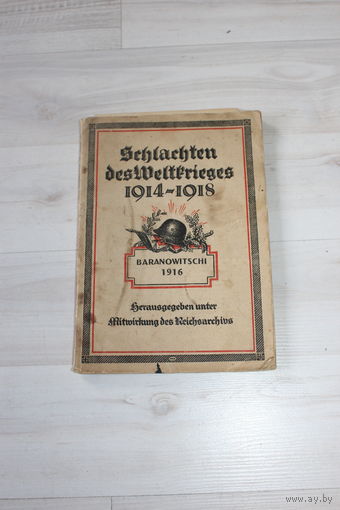 Schlachten
des Weltkrieges
1914-1918
BARANOWITSCHI
1916
Herausgegeben unter
Mitwirkung des Reichsarchivs
www.ay.by